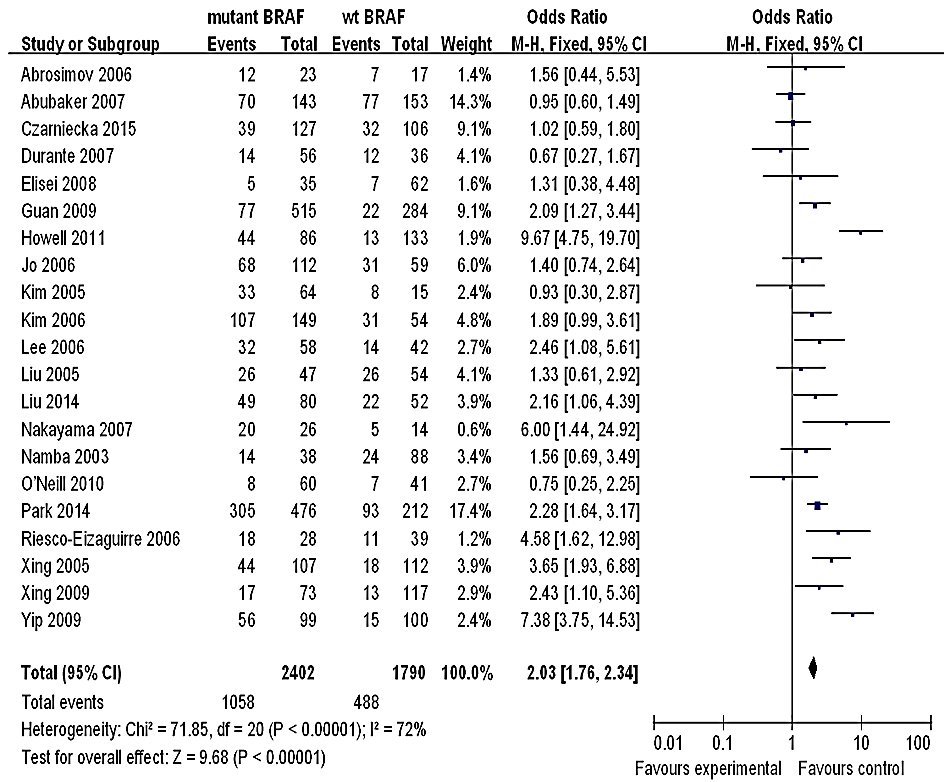 mutant BRAF wt BRAF Odds Ratio Odds Ratio
Study or Subgroup Events Total Events Total Weight M-H, Fixed, 95% CI M-H, Fixed, 95% CI
Abrosimov 2006 12 23 7 17 1.4% 1.56 [0.44, 5.53]
Abubaker 2007 70 143 77 153 14.3% 0.95 [0.60, 1.49]
Czarniecka 2015 39 127 32 106 9.1% 1.02 [0.59, 1.80]
Durante 2007 14 56 12 36 4.1% 0.67 [0.27, 1.67]
Elisei 2008 5 35 7 62 1.6% 1.31 [0.38, 4.48]
Guan 2009 77 515 22 284 9.1% 2.09 [1.27, 3.44]
Howell 2011 44 86 13 133 1.9% 9.67 [4.75, 19.70]
Jo 2006 68 112 31 59 6.0% 1.40 [0.74, 2.64]
Kim 2005 33 64 8 15 2.4% 0.93 [0.30, 2.87]
Kim 2006 107 149 31 54 4.8% 1.89 [0.99, 3.61]
Lee 2006 32 58 14 42 2.7% 2.46 [1.08, 5.61]
Liu 2005 26 47 26 54 4.1% 1.33 [0.61, 2.92]
Liu 2014 49 80 22 52 3.9% 2.16 [1.06, 4.39]
Nakayama 2007 20 26 5 14 0.6% 6.00 [1.44, 24.92]
Namba 2003 14 38 24 88 3.4% 1.56 [0.69, 3.49]
O'Neill 2010 8 60 7 41 2.7% 0.75 [0.25, 2.25]
Park 2014 305 476 93 212 17.4% 2.28 [1.64, 3.17]
Riesco-Eizaguirre 2006 18 28 11 39 1.2% 4.58 [1.62, 12.98]
Xing 2005 44 107 18 112 3.9% 3.65 [1.93, 6.88]
Xing 2009 17 73 13 117 2.9% 2.43 [1.10, 5.36]
Yip 2009 56 99 15 100 2.4% 7.38 [3.75, 14.53]
Total (95% CI) 2402 1790 100.0% 2.03 [1.76, 2.34]
Total events 1058 488
Heterogeneity: Chi² = 71.85, df = 20 (P < 0.00001); I² = 72%
Test for overall effect: Z = 9.68 (P < 0.00001)
0.01 0.1 1 10 100
Favours experimental Favours control